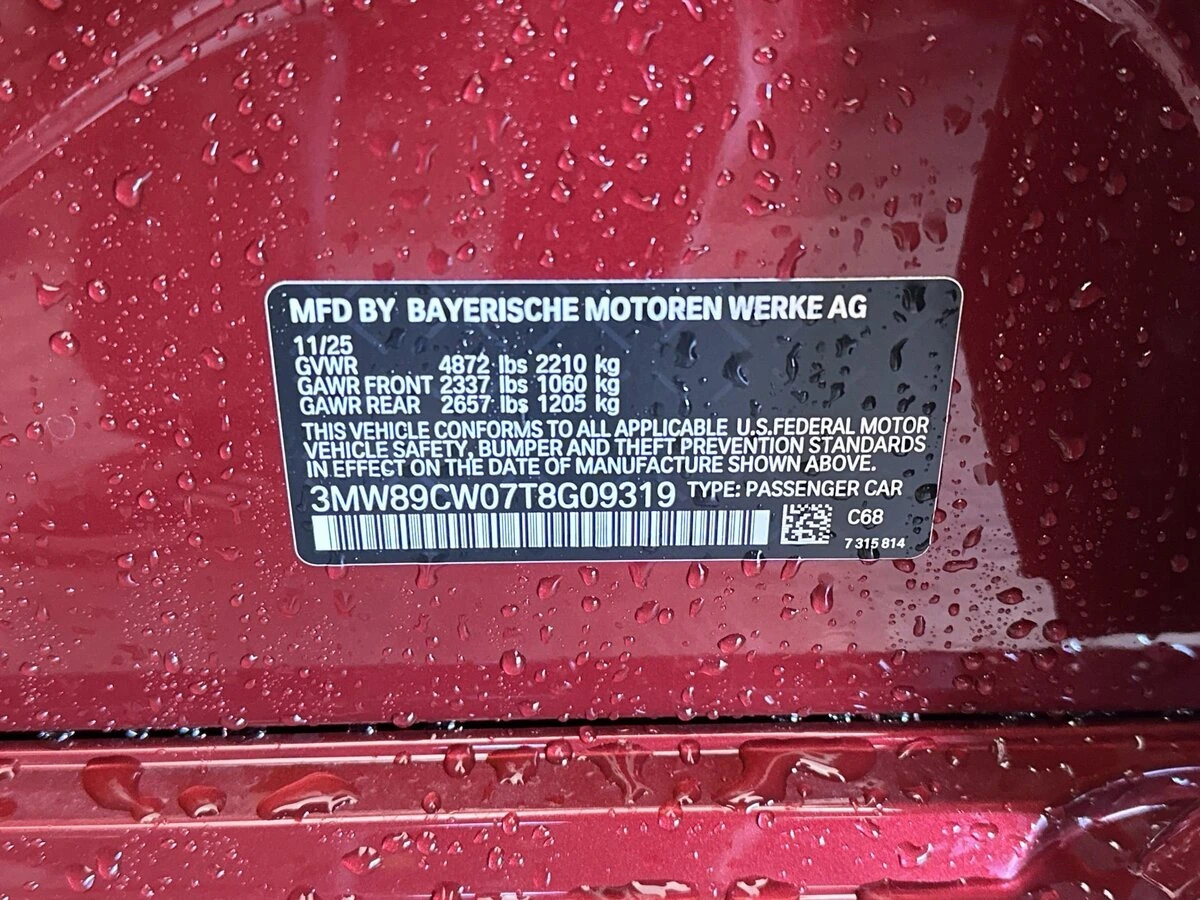 MFD BY BAYERISCHE MOTOREN WERKE AG
11/25
GVWR 4872 lbs 2210 kg
GAWR FRONT 2337 lbs 1060 kg
GAWR REAR 2657 lbs 1205 kg
THIS VEHICLE CONFORMS TO ALL APPLICABLE U.S.FEDERAL MOTOR
VEHICLE SAFETY, BUMPER AND THEFT PREVENTION STANDARDS
IN EFFECT ON THE DATE OF MANUFACTURE SHOWN ABOVE.
3MW89CW07T8G09319 TYPE: PASSENGER CAR
C68
7 315 814